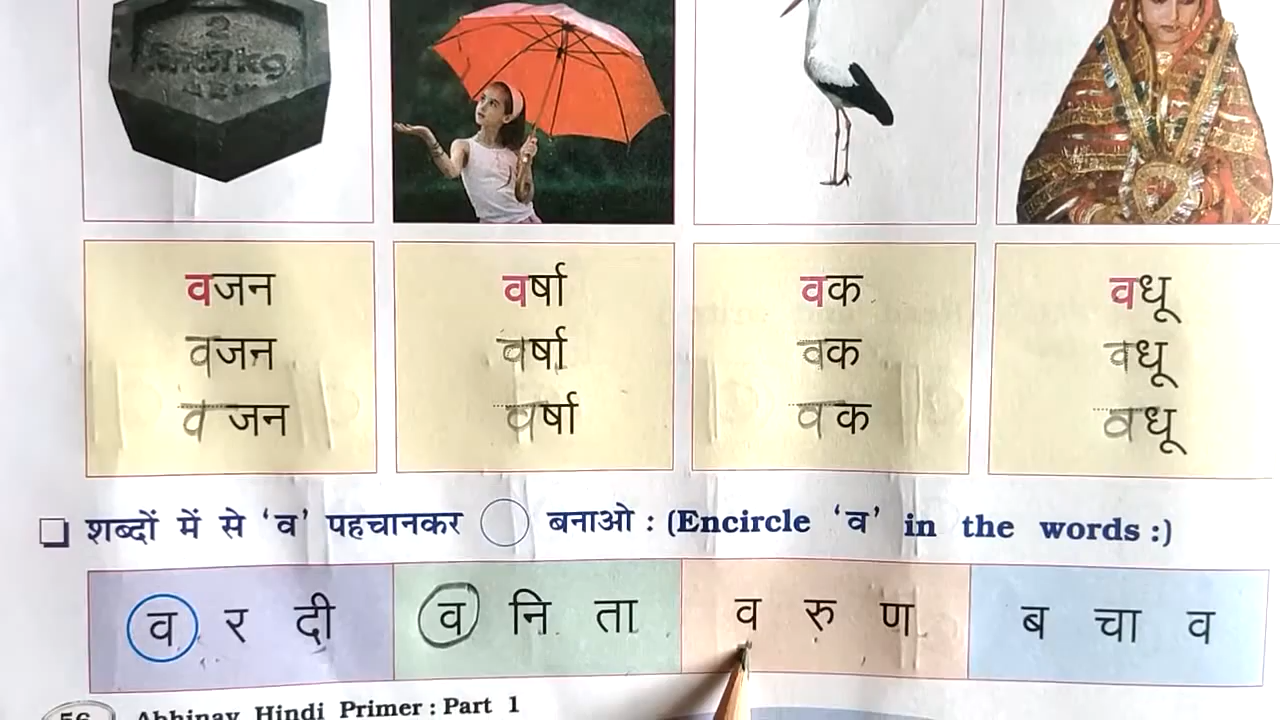 2
kg
वजन वर्षा वक वधू
वजन वर्षा वक वधू
व जन वर्षा व क वधू
शब्दों में से ‘व’ पहचानकर बनाओ : (Encircle ‘व’ in the words :)
व र दी व नि ता व रु ण ब चा व
56 Abhinav Hindi Primer : Part 1